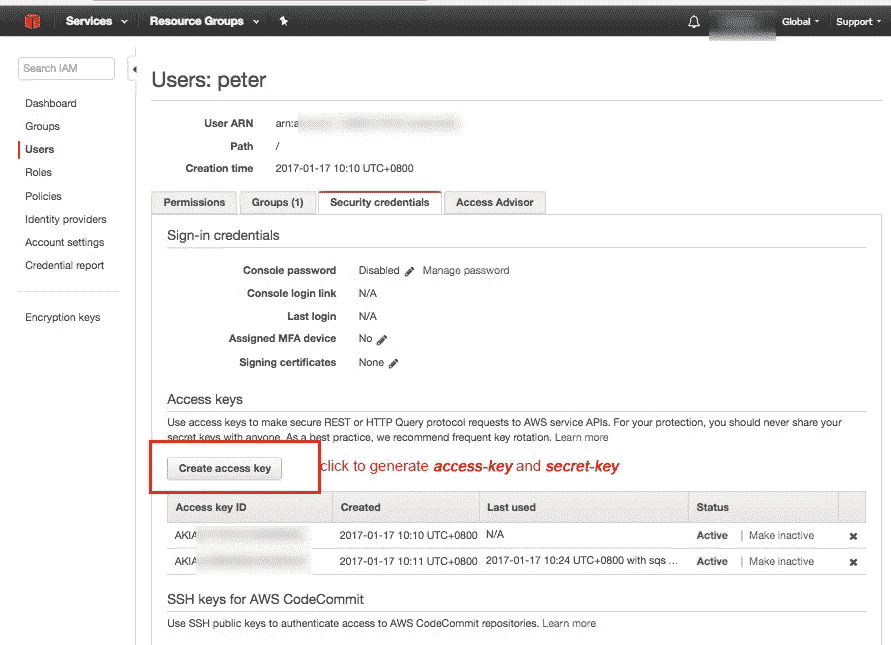 Services Resource Groups Global Support
Search IAM
Dashboard
Groups
Users
Roles
Policies
Identity providers
Account settings
Credential report
Encryption keys
Users: peter
User ARN arn:a
Path /
Creation time 2017-01-17 10:10 UTC+0800
Permissions Groups (1) Security credentials Access Advisor
Sign-in credentials
Console password Disabled Manage password
Console login link N/A
Last login N/A
Assigned MFA device No
Signing certificates None
Access keys
Use access keys to make secure REST or HTTP Query protocol requests to AWS service APIs. For your protection, you should never share your
secret keys with anyone. As a best practice, we recommend frequent key rotation. Learn more
Create access key click to generate access-key and secret-key
Access key ID Created Last used Status
AKIA 2017-01-17 10:10 UTC+0800 N/A Active | Make inactive
AKIA 2017-01-17 10:11 UTC+0800 2017-01-17 10:24 UTC+0800 with sqs ... Active | Make inactive
SSH keys for AWS CodeCommit
Use SSH public keys to authenticate access to AWS CodeCommit repositories. Learn more